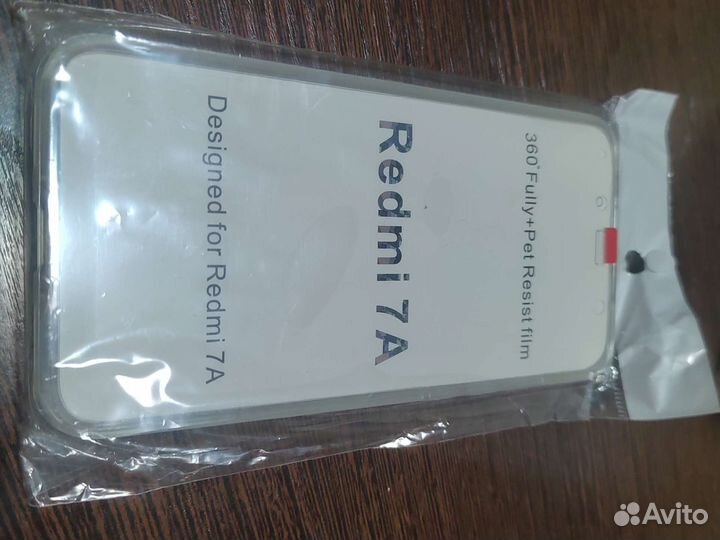 360°Fully+Pet Resist film
Redmi 7A
Designed for Redmi 7A
Avito